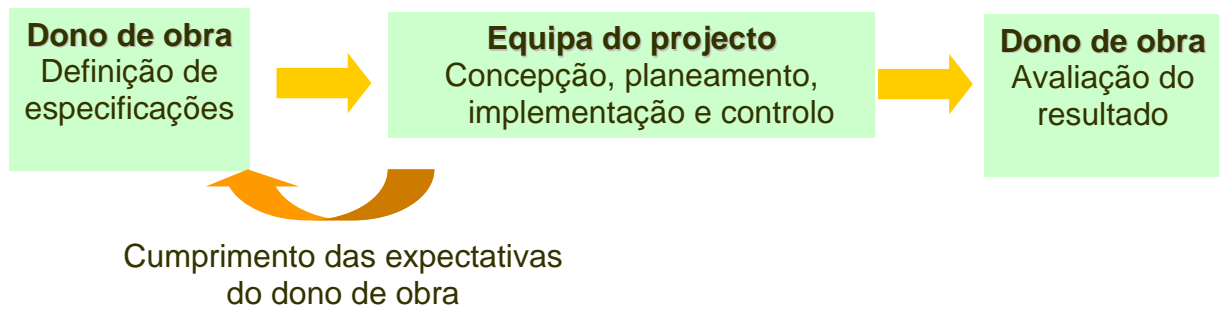 Dono de obra
Definição de
especificações
Equipa do projecto
Concepção, planeamento,
implementação e controlo
Dono de obra
Avaliação do
resultado
Cumprimento das expectativas
do dono de obra